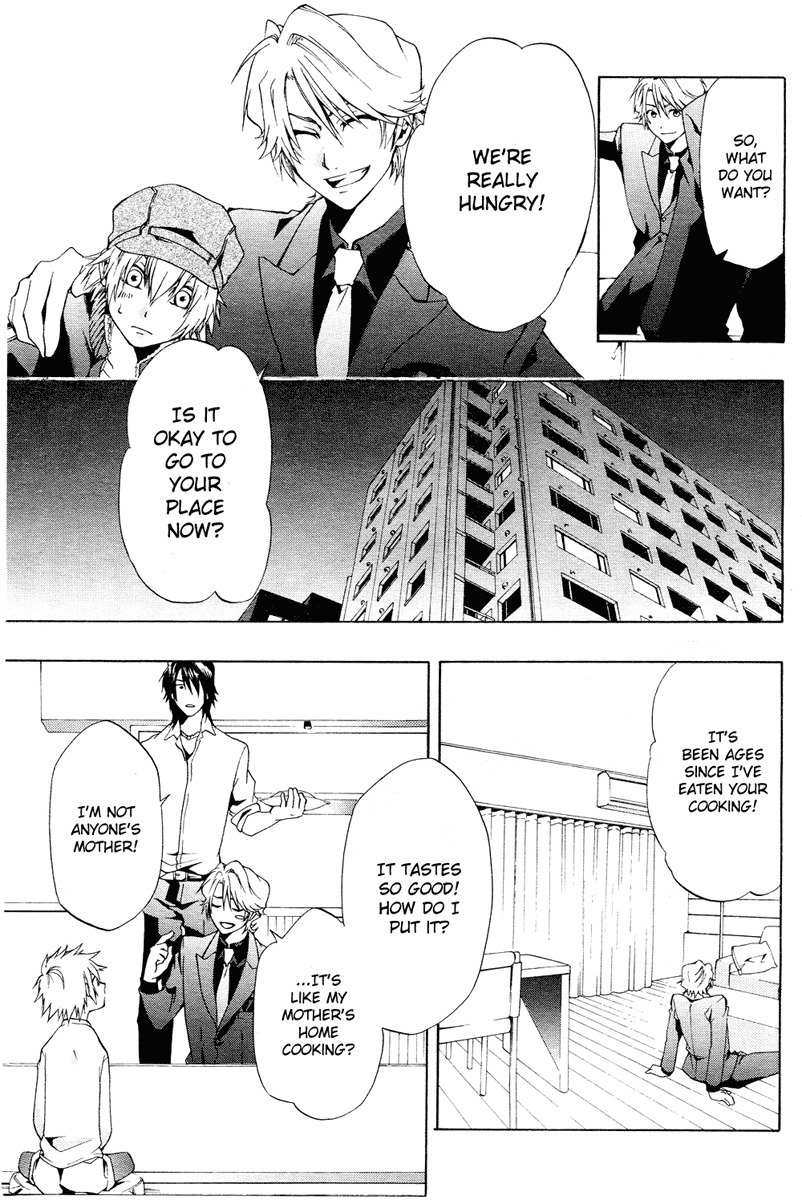 SO,
WHAT
DO YOU
WANT?
WE'RE
REALLY
HUNGRY!
IS IT
OKAY TO
GO TO
YOUR
PLACE
NOW?
IT'S
BEEN AGES
SINCE I'VE
EATEN YOUR
COOKING!
IT TASTES
SO GOOD!
HOW DO I
PUT IT?
...IT'S
LIKE MY
MOTHER'S
HOME
COOKING?
I'M NOT
ANYONE'S
MOTHER!